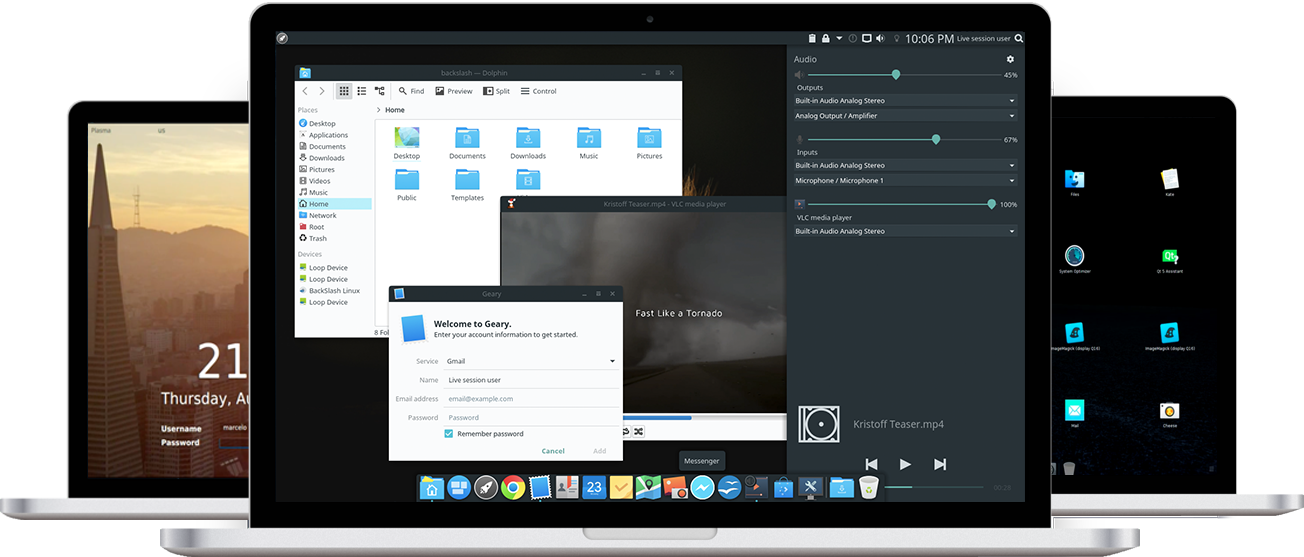 Plasma
us
21
Thursday, Au
Username
marcelo
Password
10:06 PM Live session user
backslash — Dolphin
Find Preview Split Control
Places
Desktop
Applications
Documents
Downloads
Pictures
Videos
Music
Home
Network
Root
Trash
Devices
Loop Device
Loop Device
BackSlash Linux
Loop Device
> Home
Desktop Documents Downloads Music Pictures
Public Templates
8 Fol
Kristoff Teaser.mp4 - VLC media player
Fast Like a Tornado
Geary
Welcome to Geary.
Enter your account information to get started.
Service Gmail
Name Live session user
Email address email@example.com
Password Password
Remember password
Cancel Add
Messenger
23
Audio
45%
Outputs
Built-in Audio Analog Stereo
Analog Output / Amplifier
67%
Inputs
Built-in Audio Analog Stereo
Microphone / Microphone 1
100%
VLC media player
Built-in Audio Analog Stereo
Kristoff Teaser.mp4
00:26
Files
Kate
System Optimizer
Qt
Qt 5 Assistant
ImageMagick (display Q16)
ImageMagick (display Q16)
Mail
Cheese